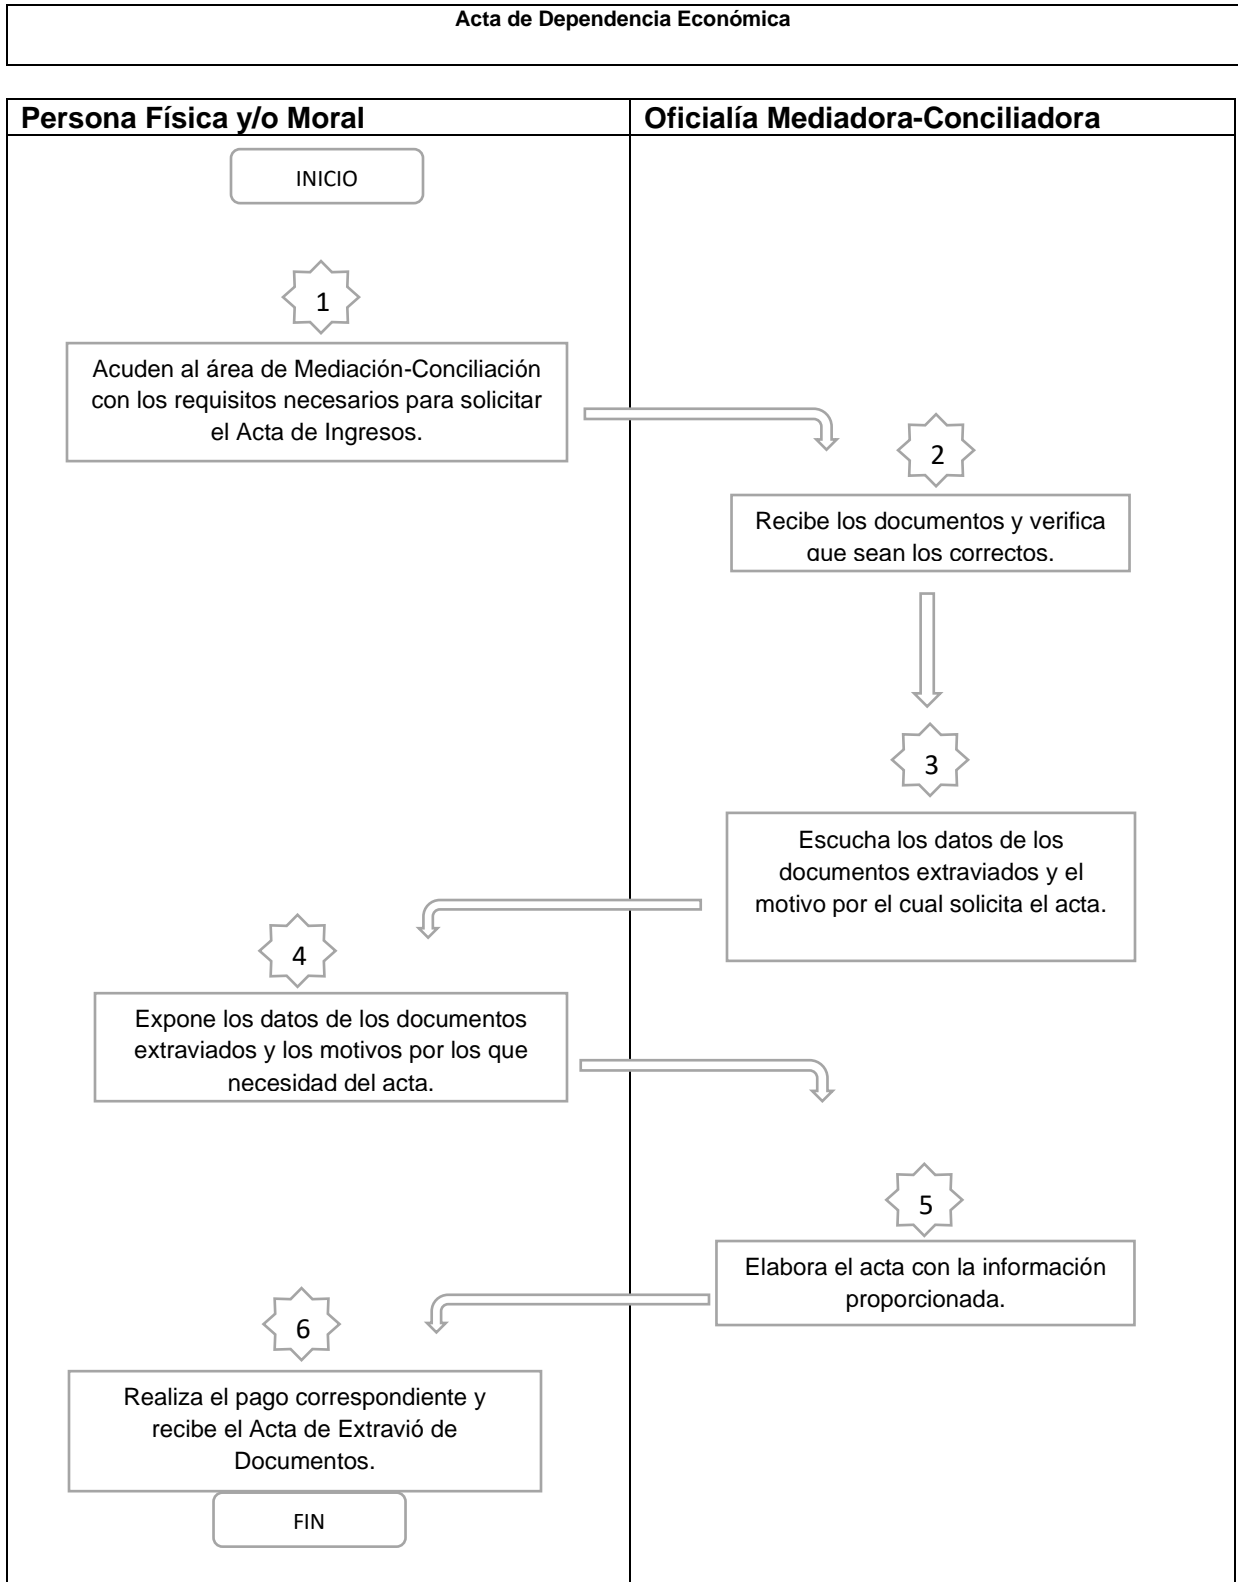 Acta de Dependencia Económica
Persona Física y/o Moral
Oficialía Mediadora-Conciliadora
INICIO
1
Acuden al área de Mediación-Conciliación
con los requisitos necesarios para solicitar
el Acta de Ingresos.
2
Recibe los documentos y verifica
que sean los correctos.
3
Escucha los datos de los
documentos extraviados y el
motivo por el cual solicita el acta.
4
Expone los datos de los documentos
extraviados y los motivos por los que
necesidad del acta.
5
Elabora el acta con la información
proporcionada.
6
Realiza el pago correspondiente y
recibe el Acta de Extravió de
Documentos.
FIN